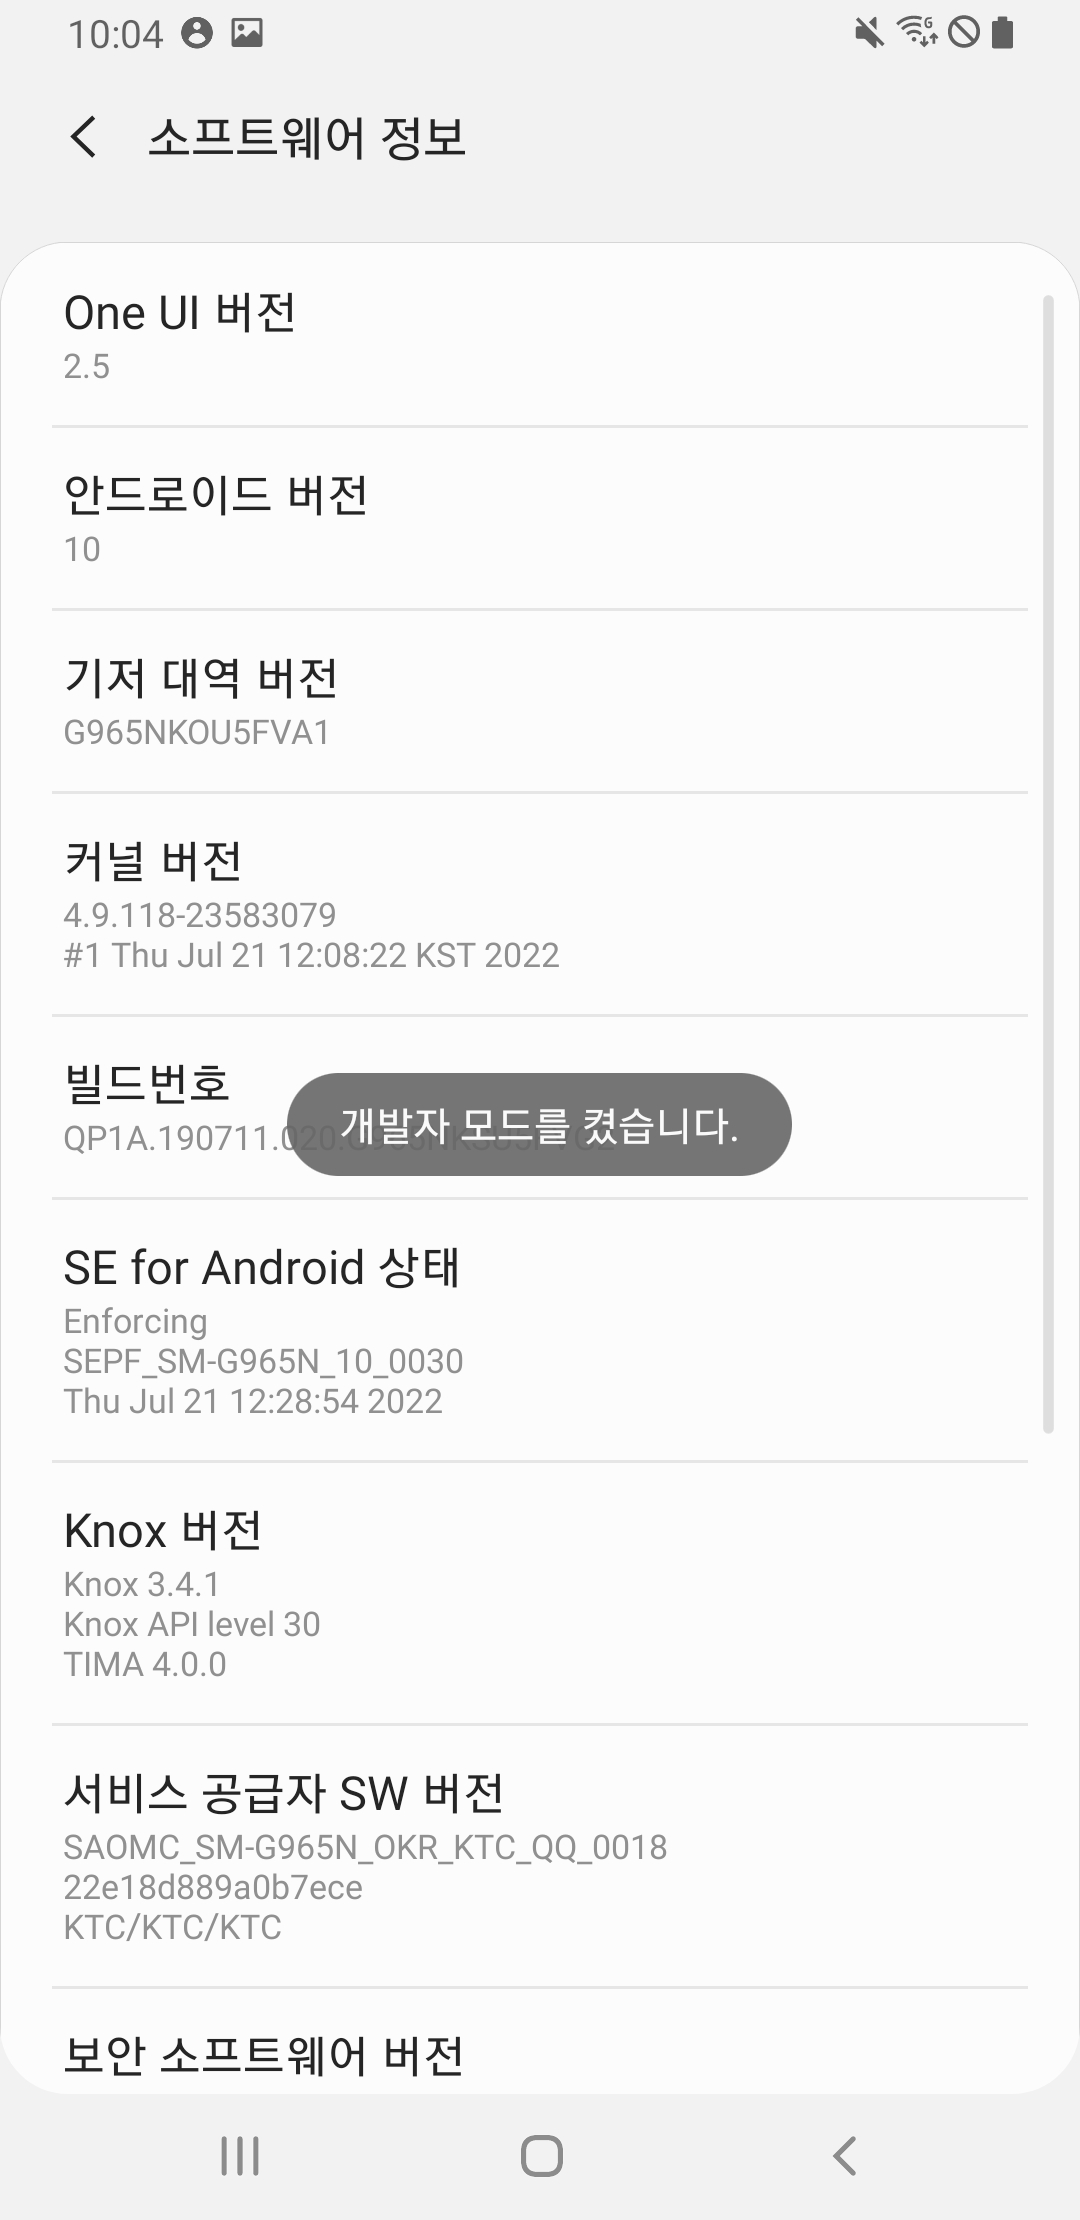 10:04
소프트웨어 정보
One UI 버전
2.5
안드로이드 버전
10
기저 대역 버전
G965NKOU5FVA1
커널 버전
4.9.118-23583079
#1 Thu Jul 21 12:08:22 KST 2022
빌드번호
개발자 모드를 켰습니다.
SE for Android 상태
Enforcing
SEPF_SM-G965N_10_0030
Thu Jul 21 12:28:54 2022
Knox 버전
Knox 3.4.1
Knox API level 30
TIMA 4.0.0
서비스 공급자 SW 버전
SAOMC_SM-G965N_OKR_KTC_QQ_0018
22e18d889a0b7ece
KTC/KTC/KTC
보안 소프트웨어 버전